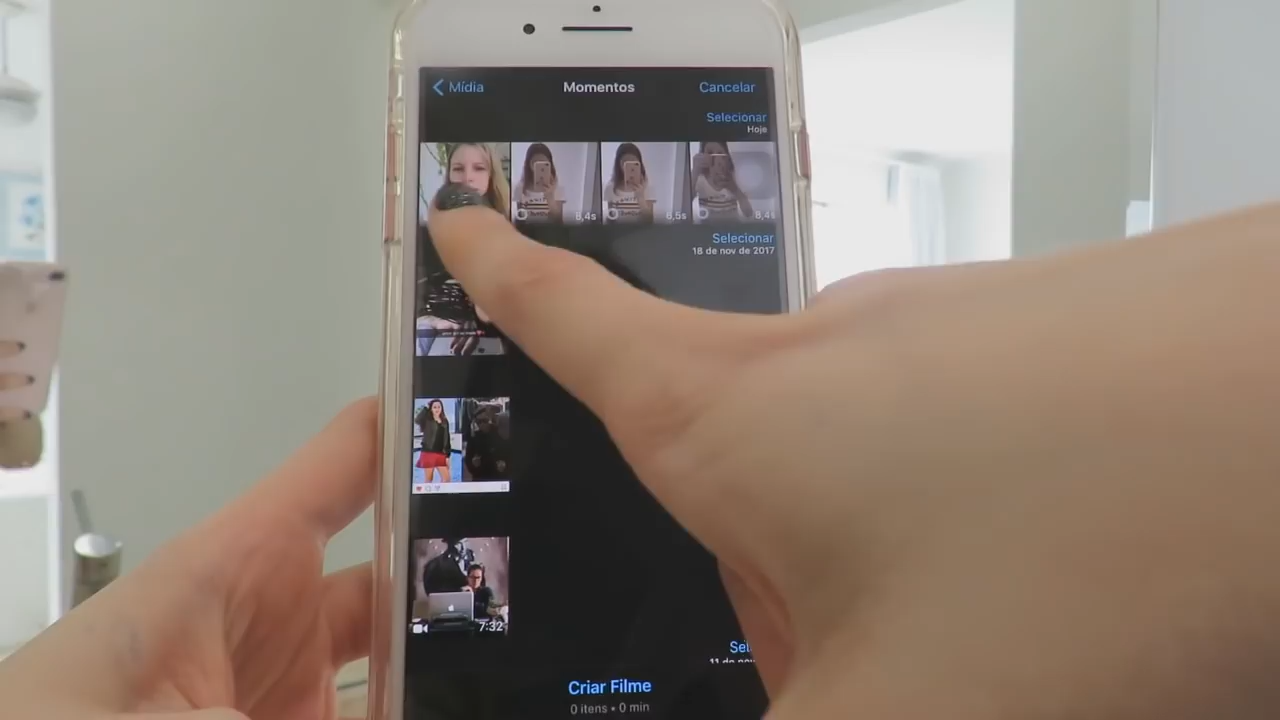 Mídia
Momentos
Cancelar
Selecionar
Hoje
8,4s
6,5s
8,4s
Selecionar
18 de nov de 2017
7:32
Criar Filme
0 itens • 0 min